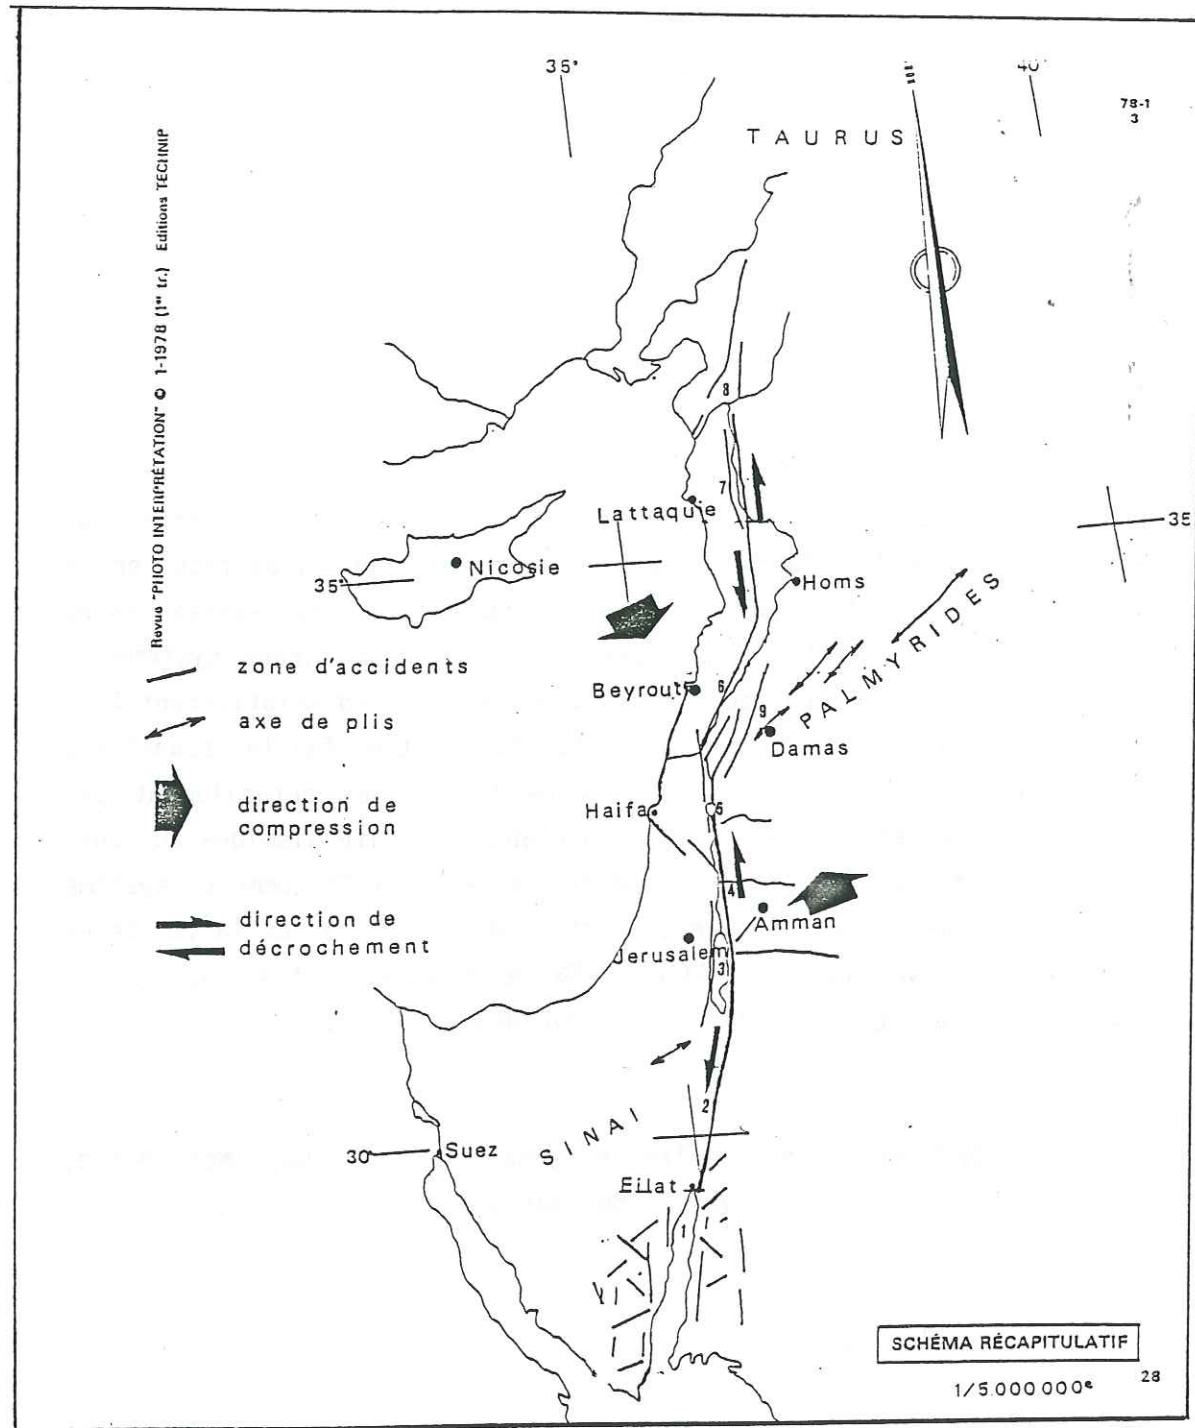 35°
40°
78-1
3
TAURUS
Revue "PHOTO INTERPRÉTATION" © 1-1978 (1er tr.) Editions TECHNIP
8
7
Lattaquie
35
Nicosie
35°
Homs
PALMYRIDES
zone d'accidents
Beyrout
6
9
axe de plis
Damas
direction de
compression
Haifa
5
4
Amman
direction de
décrochement
Jerusalem
3
2
SINAI
30°
Suez
Eilat
1
SCHÉMA RÉCAPITULATIF
1/5.000 000e
28